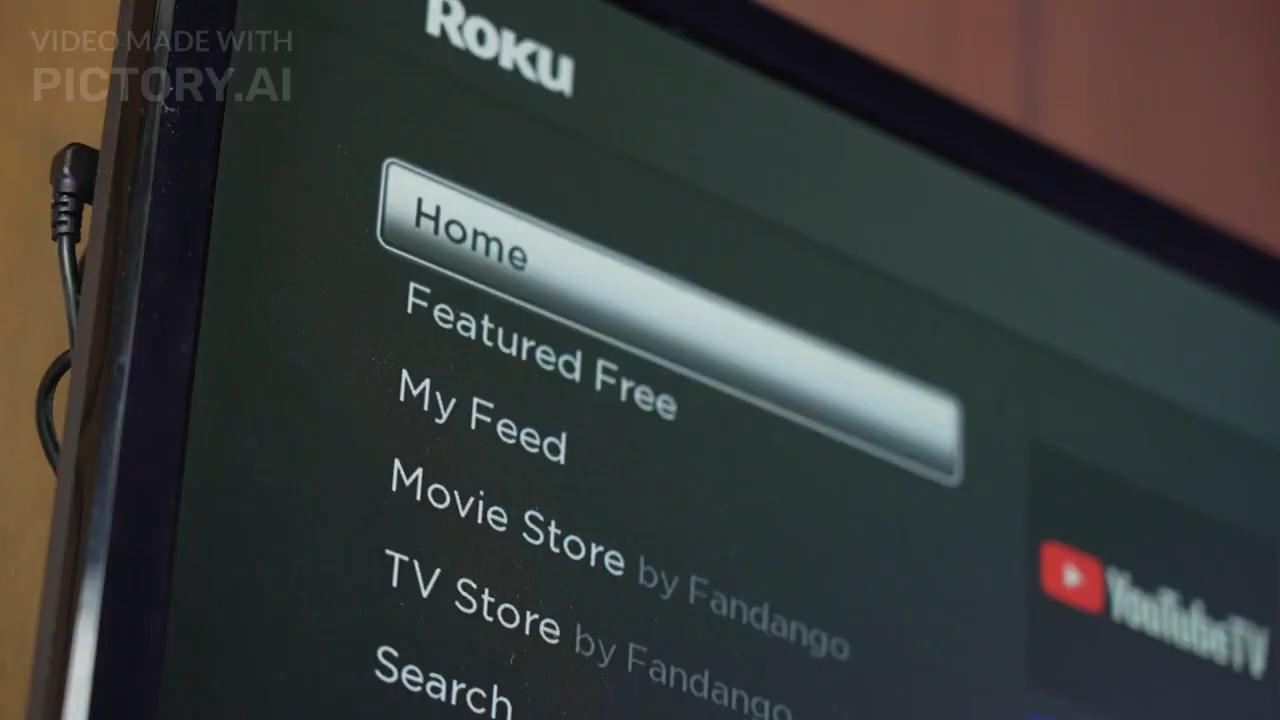 VIDEO MADE WITH
PICTORY.AI
Roku
Home
Featured Free
My Feed
Movie Store by Fandango
TV Store by Fandango
Search
YouTubeTV